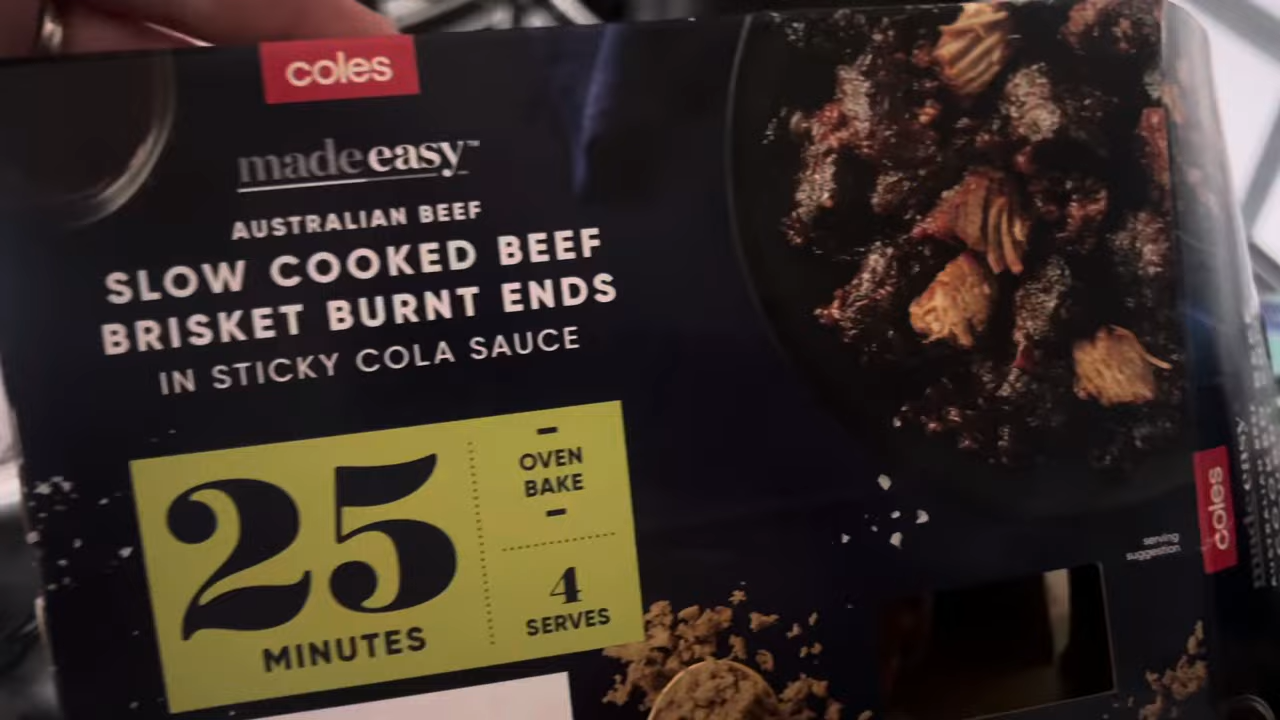 coles
made easy™
AUSTRALIAN BEEF
SLOW COOKED BEEF
BRISKET BURNT ENDS
IN STICKY COLA SAUCE
25
MINUTES
OVEN
BAKE
4
SERVES
serving
suggestion
coles